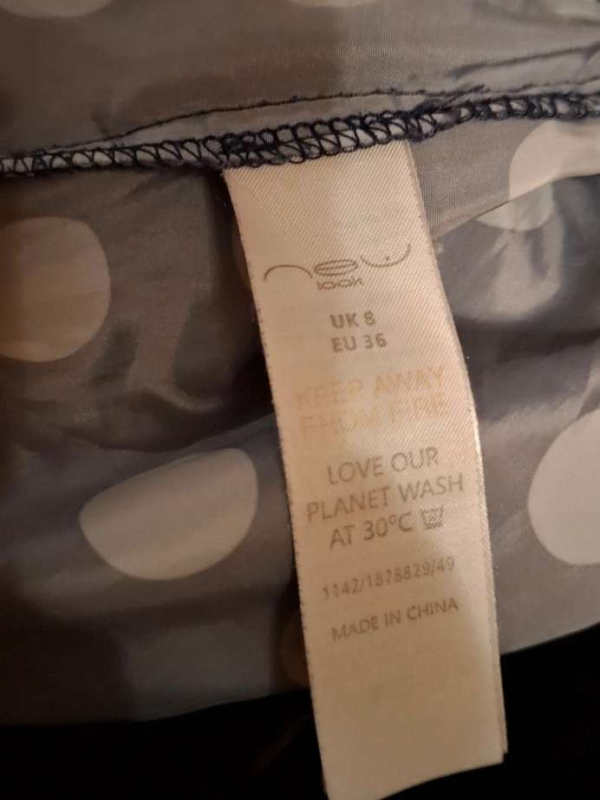 new
look
UK 8
EU 36
KEEP AWAY
FROM FIRE
LOVE OUR
PLANET WASH
AT 30°C
1142/1878829/49
MADE IN CHINA